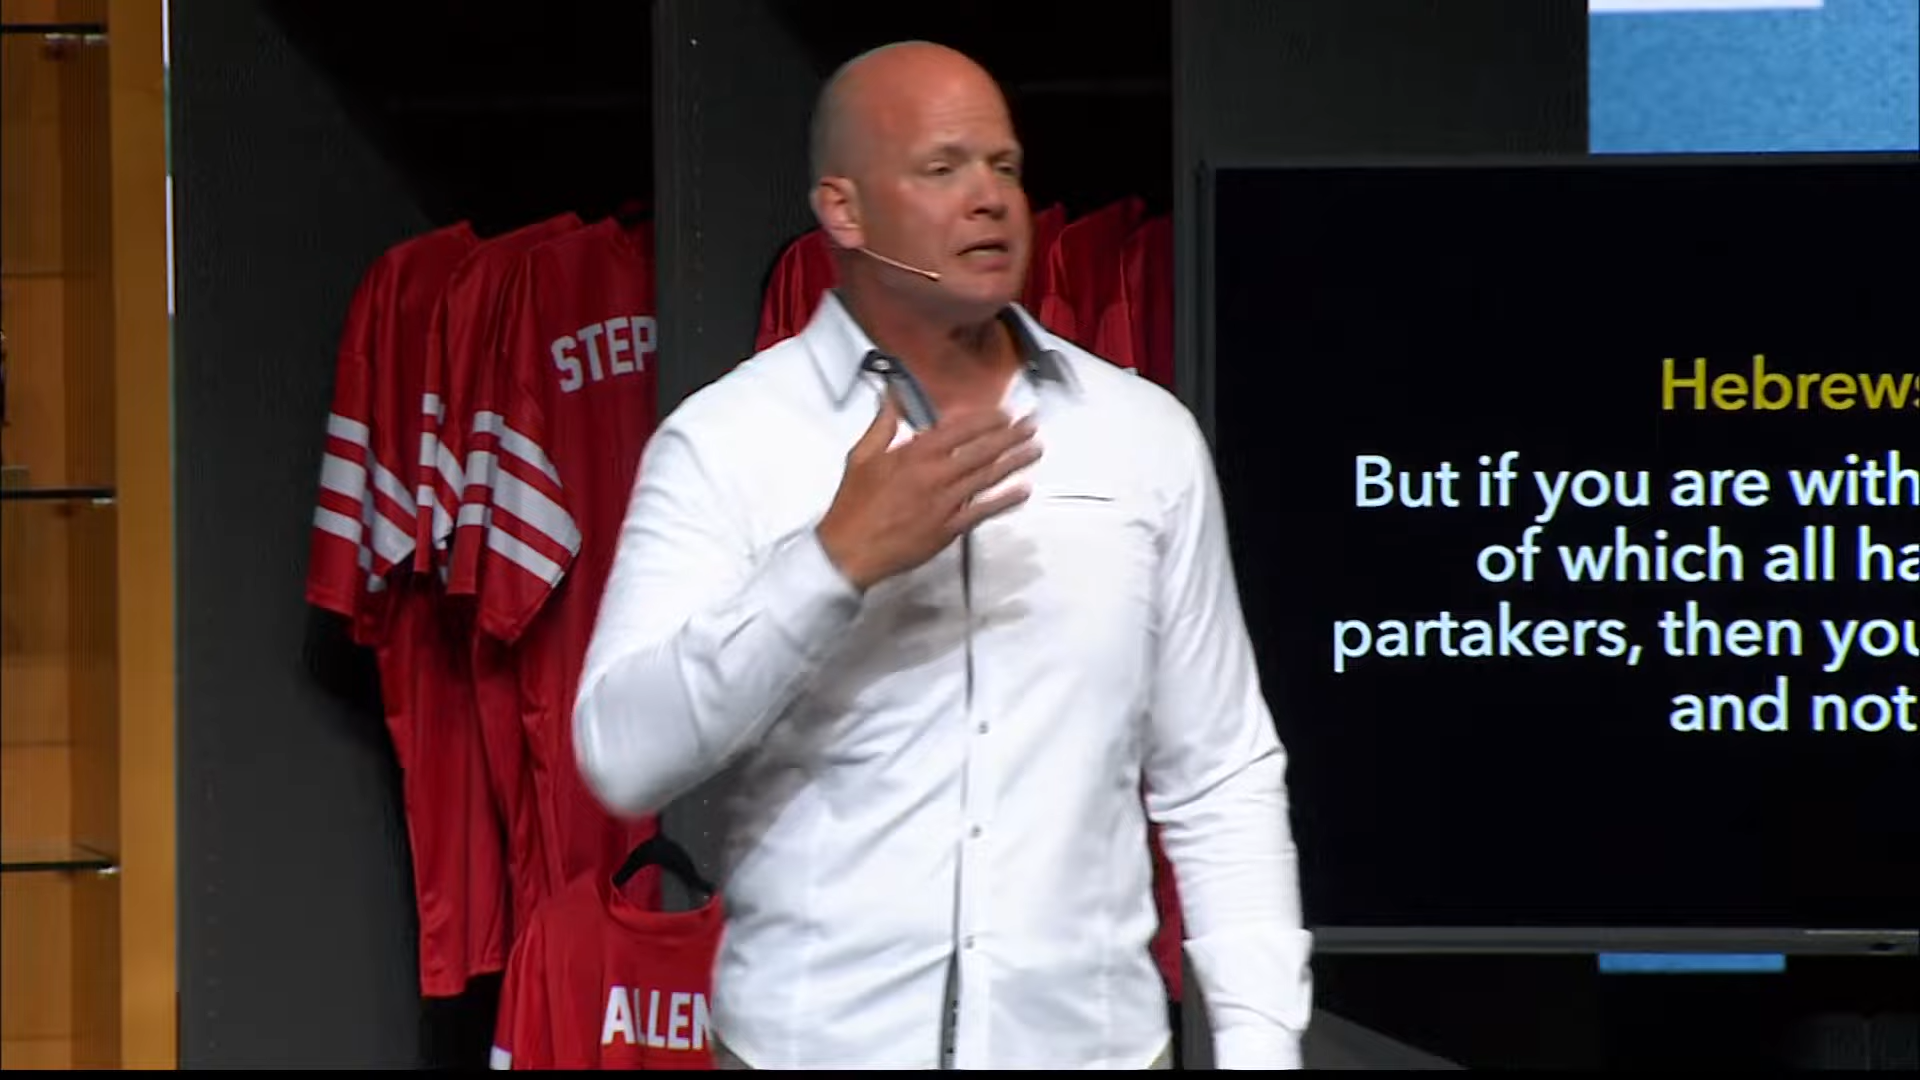 STEP
ALLEN
Hebrews
But if you are with
of which all ha
partakers, then you
and not